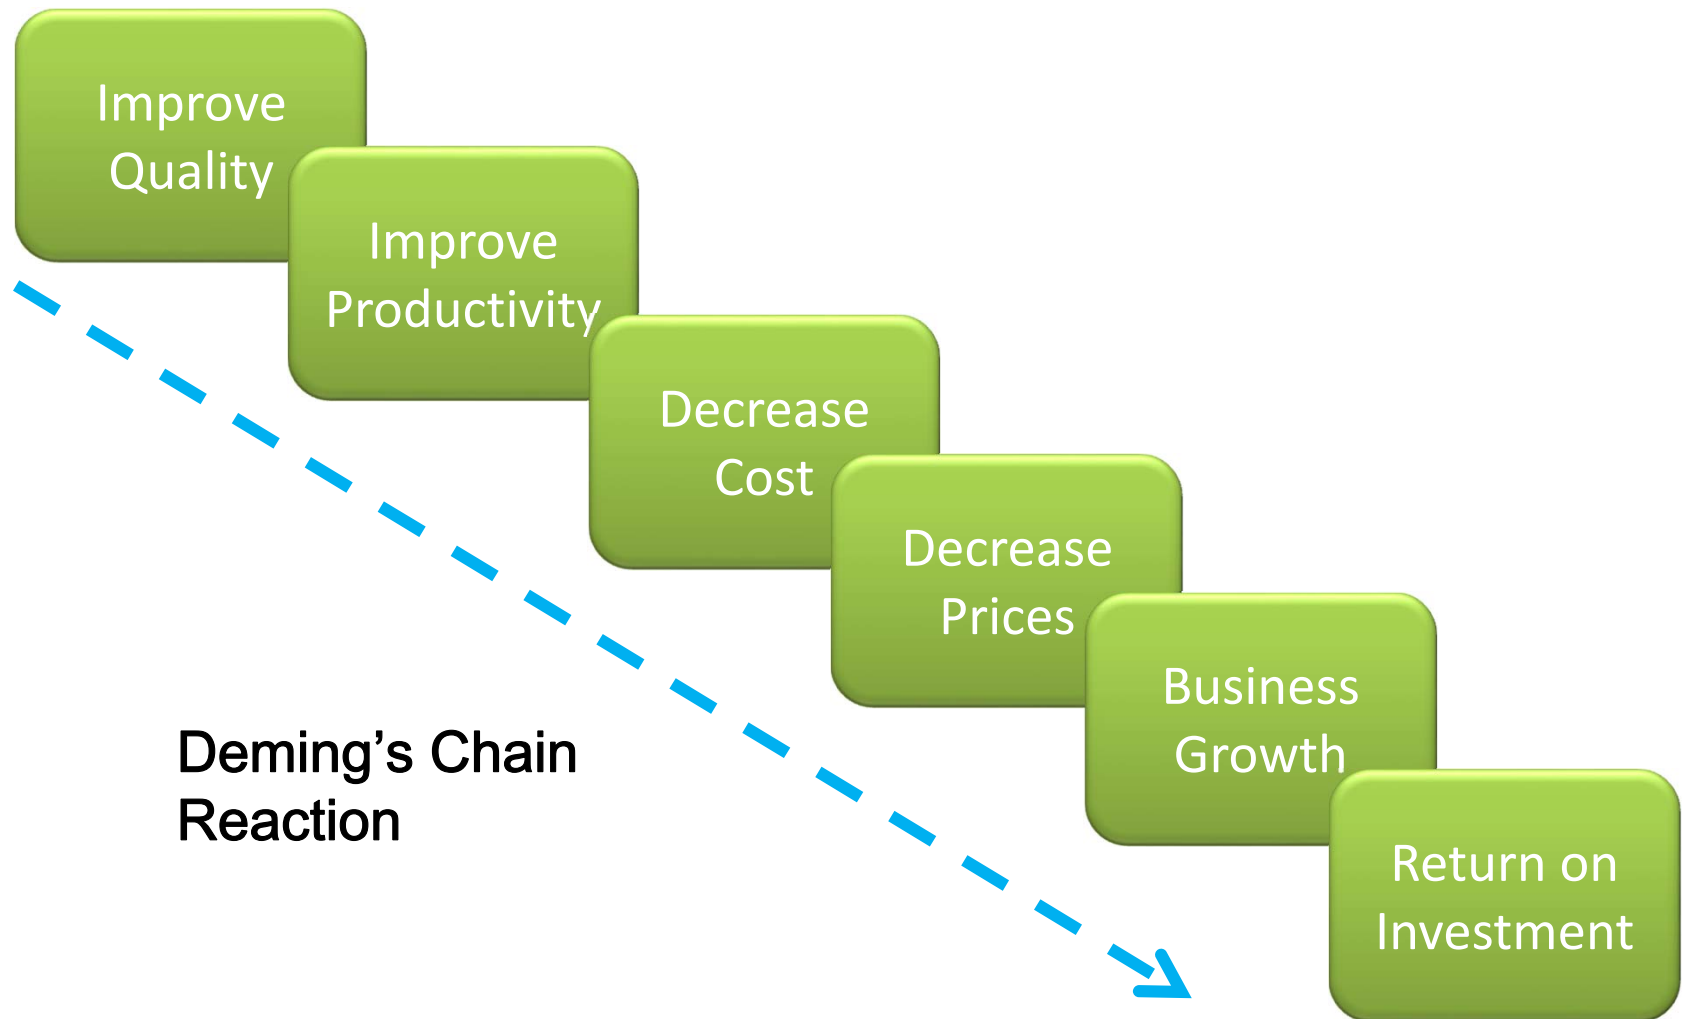 Improve
Quality
Improve
Productivity
Decrease
Cost
Decrease
Prices
Business
Growth
Return on
Investment
Deming’s Chain
Reaction